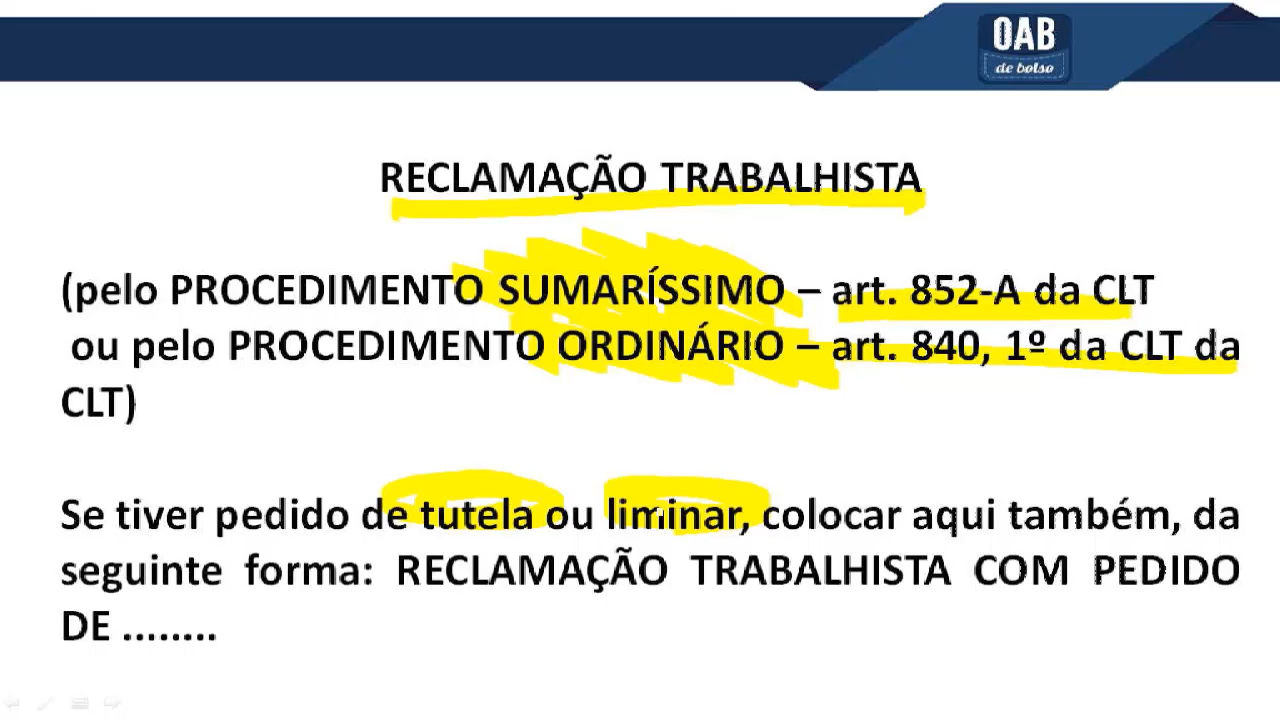 OAB
de bolso
RECLAMAÇÃO TRABALHISTA
(pelo PROCEDIMENTO SUMARÍSSIMO – art. 852-A da CLT
ou pelo PROCEDIMENTO ORDINÁRIO – art. 840, 1º da CLT da
CLT)
Se tiver pedido de tutela ou liminar, colocar aqui também, da
seguinte forma: RECLAMAÇÃO TRABALHISTA COM PEDIDO
DE ........